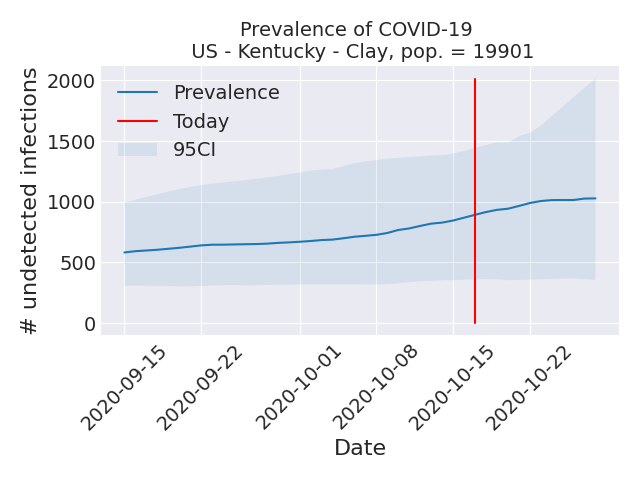 Prevalence of COVID-19
US - Kentucky - Clay, pop. = 19901
# undetected infections
2000
1500
1000
500
0
Prevalence
Today
95CI
2020-09-15
2020-09-22
2020-10-01
2020-10-08
2020-10-15
2020-10-22
Date